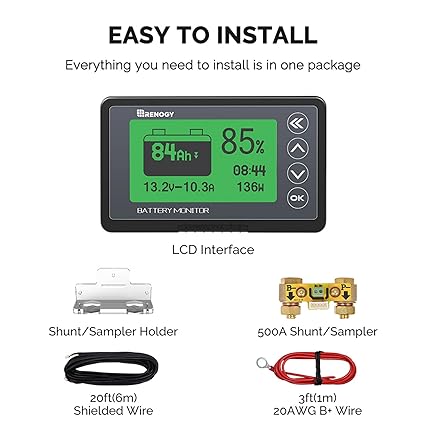 EASY TO INSTALL
Everything you need to install is in one package
RENOGY
84Ah
85%
08:44
13.2V-10.3A 136W
BATTERY MONITOR
OK
LCD Interface
B-
P-
Shunt/Sampler Holder
500A Shunt/Sampler
20ft(6m)
Shielded Wire
3ft(1m)
20AWG B+ Wire